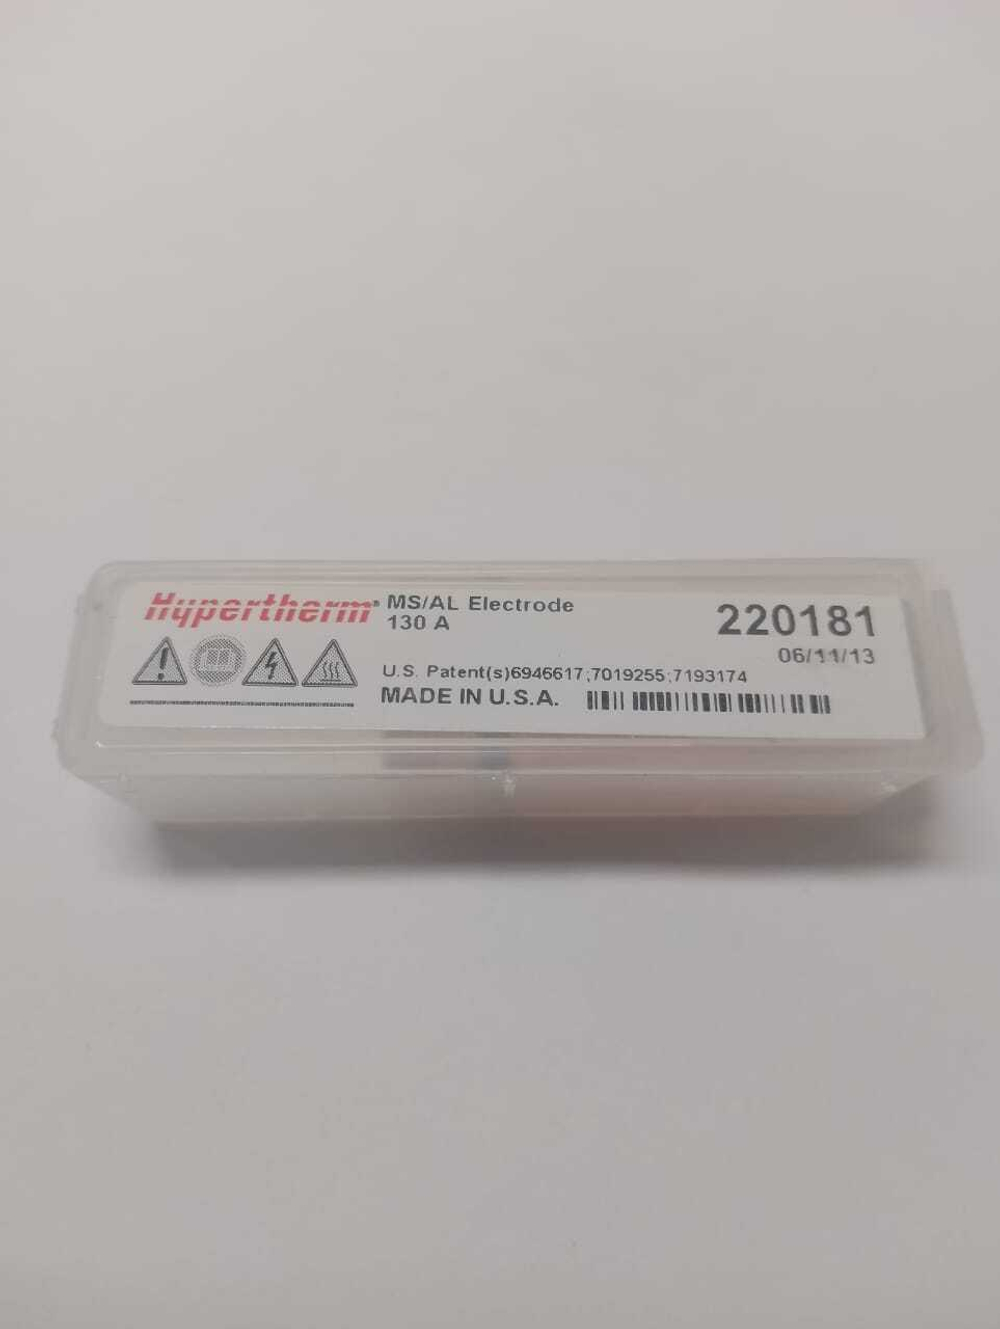 Hypertherm®
MS/AL Electrode
130 A
220181
06/11/13
U.S. Patent(s)6946617;7019255;7193174
MADE IN U.S.A.